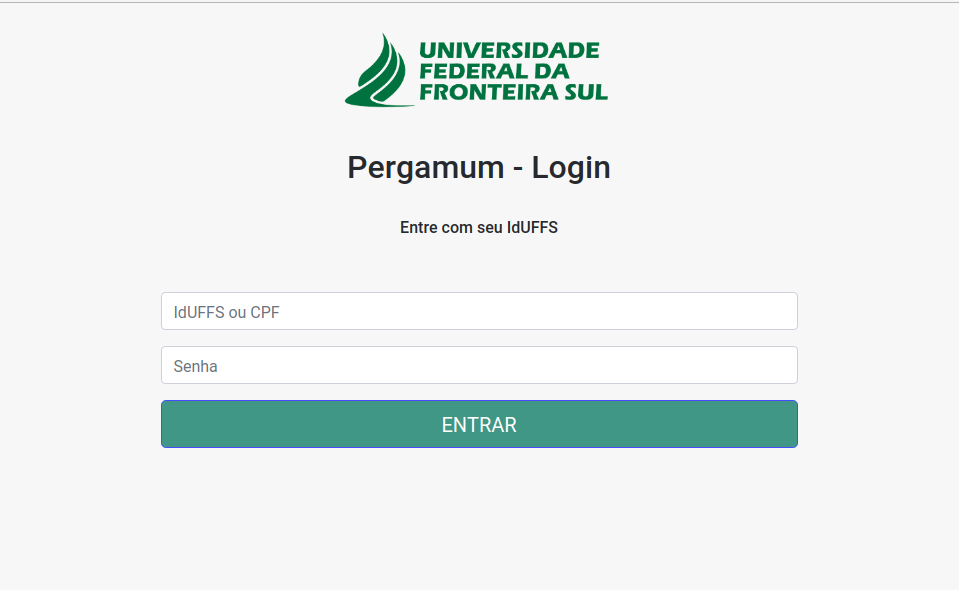 UNIVERSIDADE
FEDERAL DA
FRONTEIRA SUL
Pergamum - Login
Entre com seu IdUFFS
IdUFFS ou CPF
Senha
ENTRAR